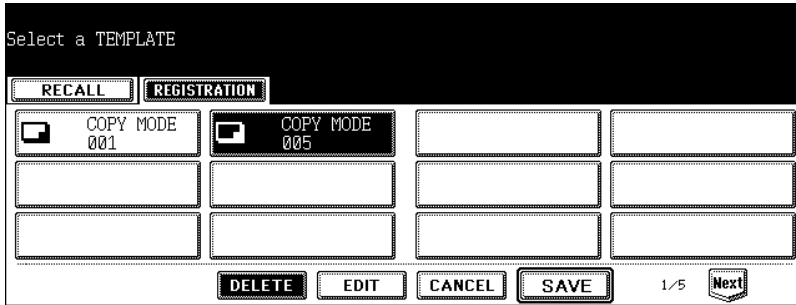 Select a TEMPLATE
RECALL REGISTRATION
COPY MODE COPY MODE
001 005
DELETE EDIT CANCEL SAVE 1/5 Next